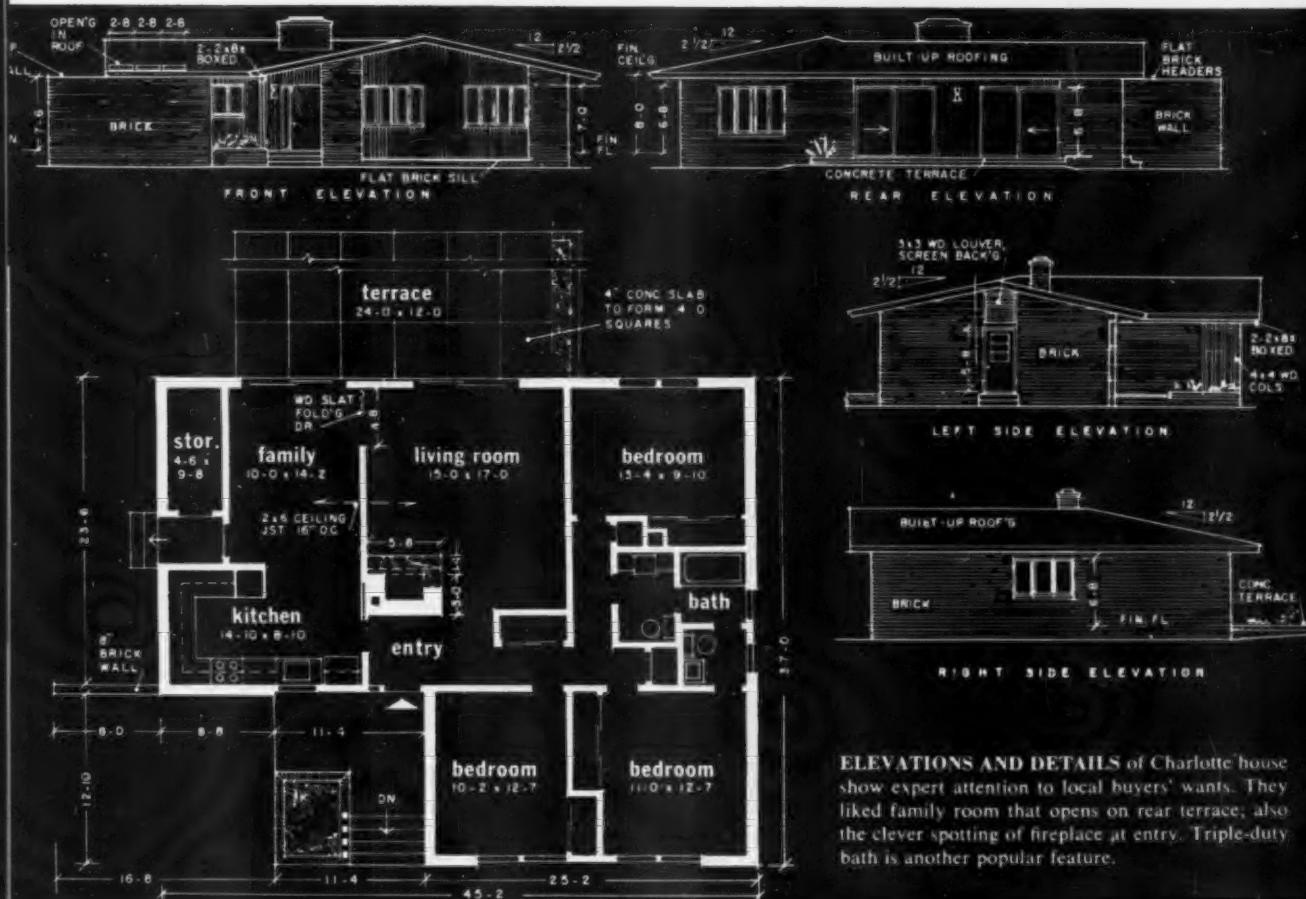 OPEN'G
IN
ROOF
2-8 2-8 2-8
2-2x8s
BOXED
12
2 1/2
7-6
BRICK
7-0
FIN
FL
FLAT BRICK SILL
FRONT ELEVATION
FIN
CEIL'G
12
2 1/2
8-0
6-8
BUILT-UP ROOFING
FLAT
BRICK
HEADERS
6-8
BRICK
WALL
CONCRETE TERRACE
REAR ELEVATION
3x3 WD LOUVER,
SCREEN BACK'G
12
2 1/2
6-8
BRICK
2-2x8s
BOXED
4x4 WD.
COLS
LEFT SIDE ELEVATION
BUILT-UP ROOF'G
12
2 1/2
BRICK
6-8
FIN. FL
CONC.
TERRACE
RIGHT SIDE ELEVATION
terrace
24-0 x 12-0
4" CONC SLAB
TO FORM 4-0
SQUARES
WD SLAT
FOLD'G
DR
stor.
4-6 x
9-8
family
10-0 x 14-2
living room
15-0 x 17-0
bedroom
13-4 x 9-10
2x6 CEILING
JST 16" O.C
5-8
3-0
23-6
37-0
kitchen
14-10 x 8-10
bath
entry
8"
BRICK
WALL
8-0
8-8
11-4
12-10
DN
bedroom
10-2 x 12-7
bedroom
11-0 x 12-7
16-8
11-4
25-2
45-2
ELEVATIONS AND DETAILS of Charlotte house
show expert attention to local buyers' wants. They
liked family room that opens on rear terrace; also
the clever spotting of fireplace at entry. Triple-duty
bath is another popular feature.